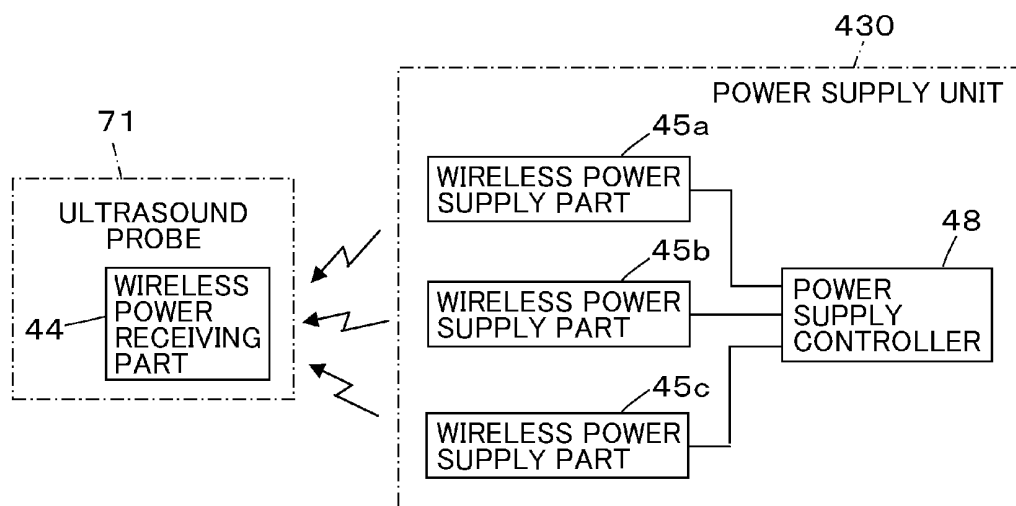 430
POWER SUPPLY UNIT
71
ULTRASOUND
PROBE
44
WIRELESS
POWER
RECEIVING
PART
45a
WIRELESS POWER
SUPPLY PART
45b
WIRELESS POWER
SUPPLY PART
45c
WIRELESS POWER
SUPPLY PART
48
POWER
SUPPLY
CONTROLLER